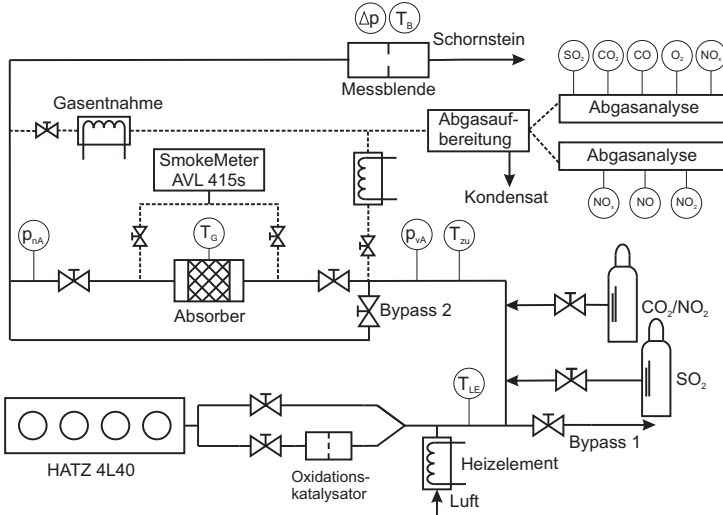 Δp
T_B
Schornstein
Messblende
SO₂
CO₂
CO
O₂
NOₓ
Abgasanalyse
Gasentnahme
Abgasauf-
bereitung
Abgasanalyse
SmokeMeter
AVL 415s
Kondensat
NOₓ
NO
NO₂
p_nA
T_G
p_vA
T_zu
Absorber
Bypass 2
CO₂/NO₂
SO₂
T_LE
HATZ 4L40
Oxidations-
katalysator
Heizelement
Luft
Bypass 1